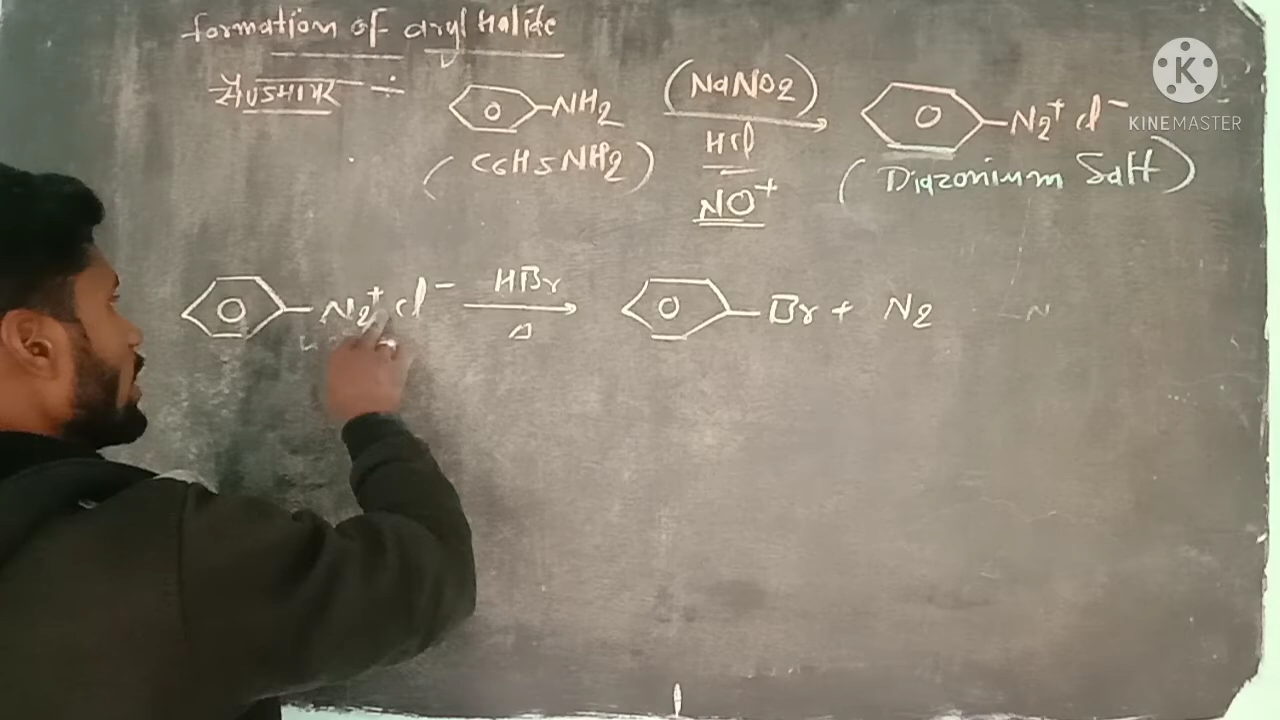 formation of aryl halide
NH2 (NaNO2) N2+ Cl-
HCl
(C6H5NH2) NO+ (Diazonium Salt)
N2+ Cl- HBr Br + N2
Δ
K
KINEMASTER